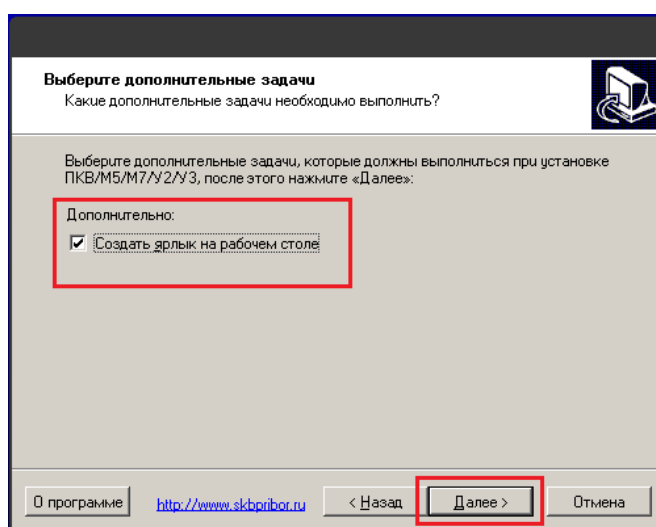 Выберите дополнительные задачи
Какие дополнительные задачи необходимо выполнить?
Выберите дополнительные задачи, которые должны выполниться при установке
ПКВ/М5/М7/У2/У3, после этого нажмите «Далее»:
Дополнительно:
Создать ярлык на рабочем столе
О программе http://www.skbpribor.ru < Назад Далее > Отмена